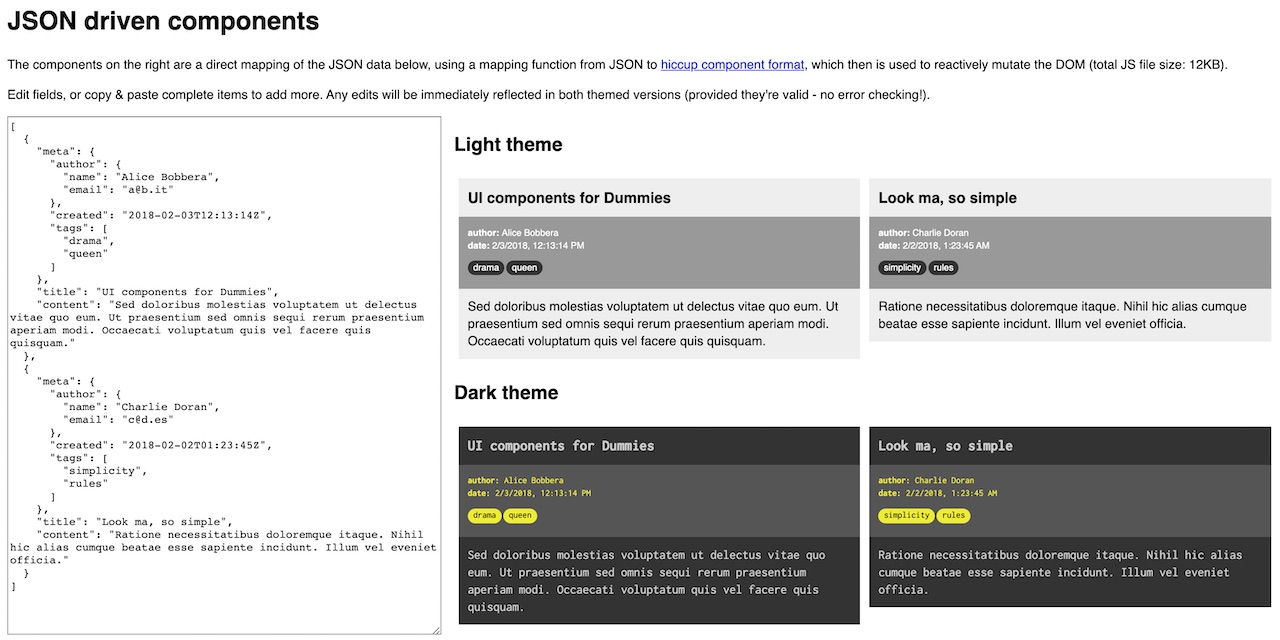 JSON driven components
The components on the right are a direct mapping of the JSON data below, using a mapping function from JSON to hiccup component format, which then is used to reactively mutate the DOM (total JS file size: 12KB).
Edit fields, or copy & paste complete items to add more. Any edits will be immediately reflected in both themed versions (provided they're valid - no error checking!).
[
  {
    "meta": {
      "author": {
        "name": "Alice Bobbera",
        "email": "a@b.it"
      },
      "created": "2018-02-03T12:13:14Z",
      "tags": [
        "drama",
        "queen"
      ]
    },
    "title": "UI components for Dummies",
    "content": "Sed doloribus molestias voluptatem ut delectus
vitae quo eum. Ut praesentium sed omnis sequi rerum praesentium
aperiam modi. Occaecati voluptatum quis vel facere quis
quisquam."
  },
  {
    "meta": {
      "author": {
        "name": "Charlie Doran",
        "email": "c@d.es"
      },
      "created": "2018-02-02T01:23:45Z",
      "tags": [
        "simplicity",
        "rules"
      ]
    },
    "title": "Look ma, so simple",
    "content": "Ratione necessitatibus doloremque itaque. Nihil
hic alias cumque beatae esse sapiente incidunt. Illum vel eveniet
officia."
  }
]
Light theme
UI components for Dummies
author: Alice Bobbera
date: 2/3/2018, 12:13:14 PM
drama queen
Sed doloribus molestias voluptatem ut delectus vitae quo eum. Ut
praesentium sed omnis sequi rerum praesentium aperiam modi.
Occaecati voluptatum quis vel facere quis quisquam.
Look ma, so simple
author: Charlie Doran
date: 2/2/2018, 1:23:45 AM
simplicity rules
Ratione necessitatibus doloremque itaque. Nihil hic alias cumque
beatae esse sapiente incidunt. Illum vel eveniet officia.
Dark theme
UI components for Dummies
author: Alice Bobbera
date: 2/3/2018, 12:13:14 PM
drama queen
Sed doloribus molestias voluptatem ut delectus vitae quo
eum. Ut praesentium sed omnis sequi rerum praesentium
aperiam modi. Occaecati voluptatum quis vel facere quis
quisquam.
Look ma, so simple
author: Charlie Doran
date: 2/2/2018, 1:23:45 AM
simplicity rules
Ratione necessitatibus doloremque itaque. Nihil hic alias
cumque beatae esse sapiente incidunt. Illum vel eveniet
officia.